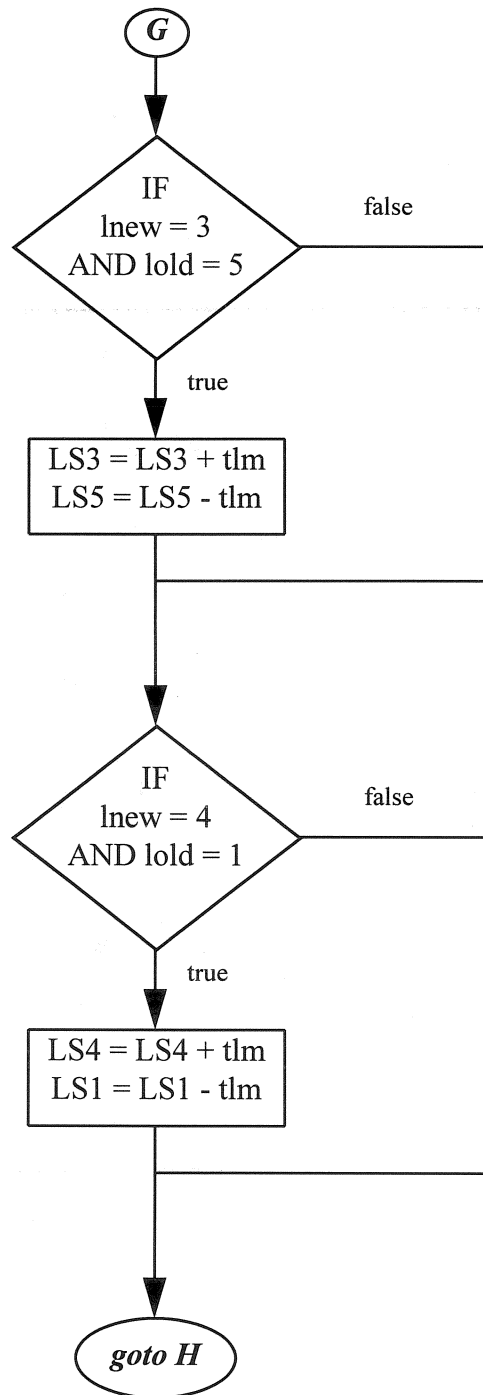 G
IF
lnew = 3
AND lold = 5
false
true
LS3 = LS3 + tlm
LS5 = LS5 - tlm
IF
lnew = 4
AND lold = 1
false
true
LS4 = LS4 + tlm
LS1 = LS1 - tlm
goto H